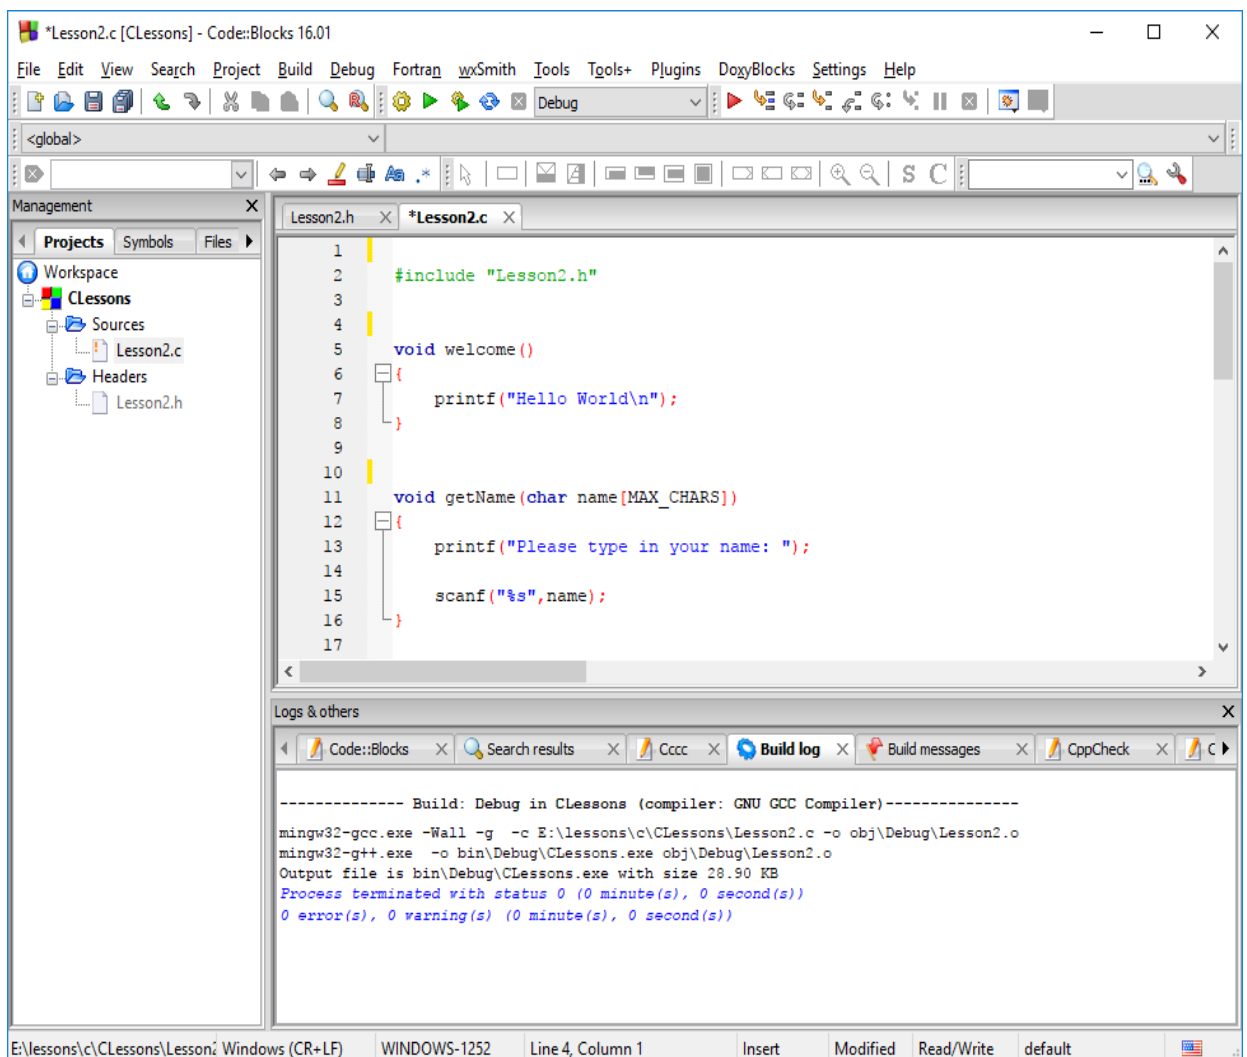 *Lesson2.c [CLessons] - Code::Blocks 16.01
File Edit View Search Project Build Debug Fortran wxSmith Tools Tools+ Plugins DoxyBlocks Settings Help
Debug
<global>
S C
Management
Lesson2.h *Lesson2.c
Projects Symbols Files
Workspace
CLessons
Sources
Lesson2.c
Headers
Lesson2.h
1
2 #include "Lesson2.h"
3
4
5 void welcome()
6 {
7 printf("Hello World\n");
8 }
9
10
11 void getName(char name[MAX_CHARS])
12 {
13 printf("Please type in your name: ");
14
15 scanf("%s",name);
16 }
17
Logs & others
Code::Blocks Search results Cccc Build log Build messages CppCheck
-------------- Build: Debug in CLessons (compiler: GNU GCC Compiler)---------------
mingw32-gcc.exe -Wall -g  -c E:\lessons\c\CLessons\Lesson2.c -o obj\Debug\Lesson2.o
mingw32-g++.exe  -o bin\Debug\CLessons.exe obj\Debug\Lesson2.o
Output file is bin\Debug\CLessons.exe with size 28.90 KB
Process terminated with status 0 (0 minute(s), 0 second(s))
0 error(s), 0 warning(s) (0 minute(s), 0 second(s))
E:\lessons\c\CLessons\Lesson2 Windows (CR+LF) WINDOWS-1252 Line 4, Column 1 Insert Modified Read/Write default